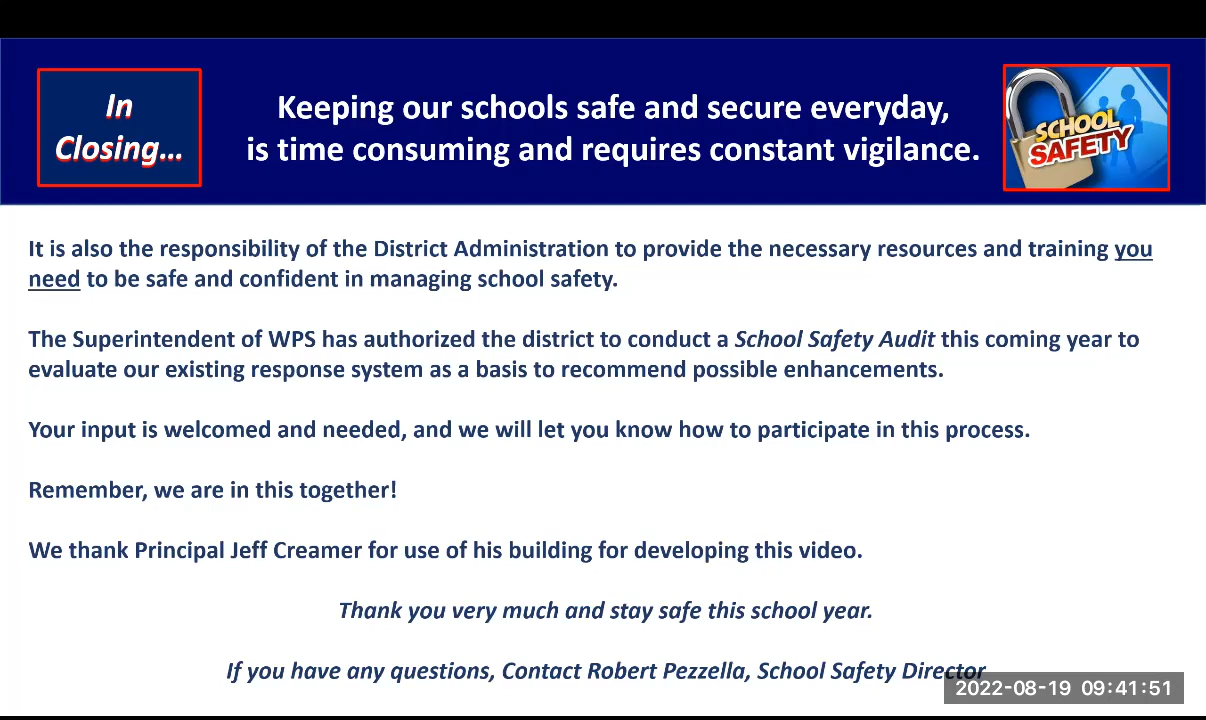 In
Closing...
Keeping our schools safe and secure everyday,
is time consuming and requires constant vigilance.
SCHOOL
SAFETY
It is also the responsibility of the District Administration to provide the necessary resources and training you
need to be safe and confident in managing school safety.
The Superintendent of WPS has authorized the district to conduct a School Safety Audit this coming year to
evaluate our existing response system as a basis to recommend possible enhancements.
Your input is welcomed and needed, and we will let you know how to participate in this process.
Remember, we are in this together!
We thank Principal Jeff Creamer for use of his building for developing this video.
Thank you very much and stay safe this school year.
If you have any questions, Contact Robert Pezzella, School Safety Director
2022-08-19 09:41:51